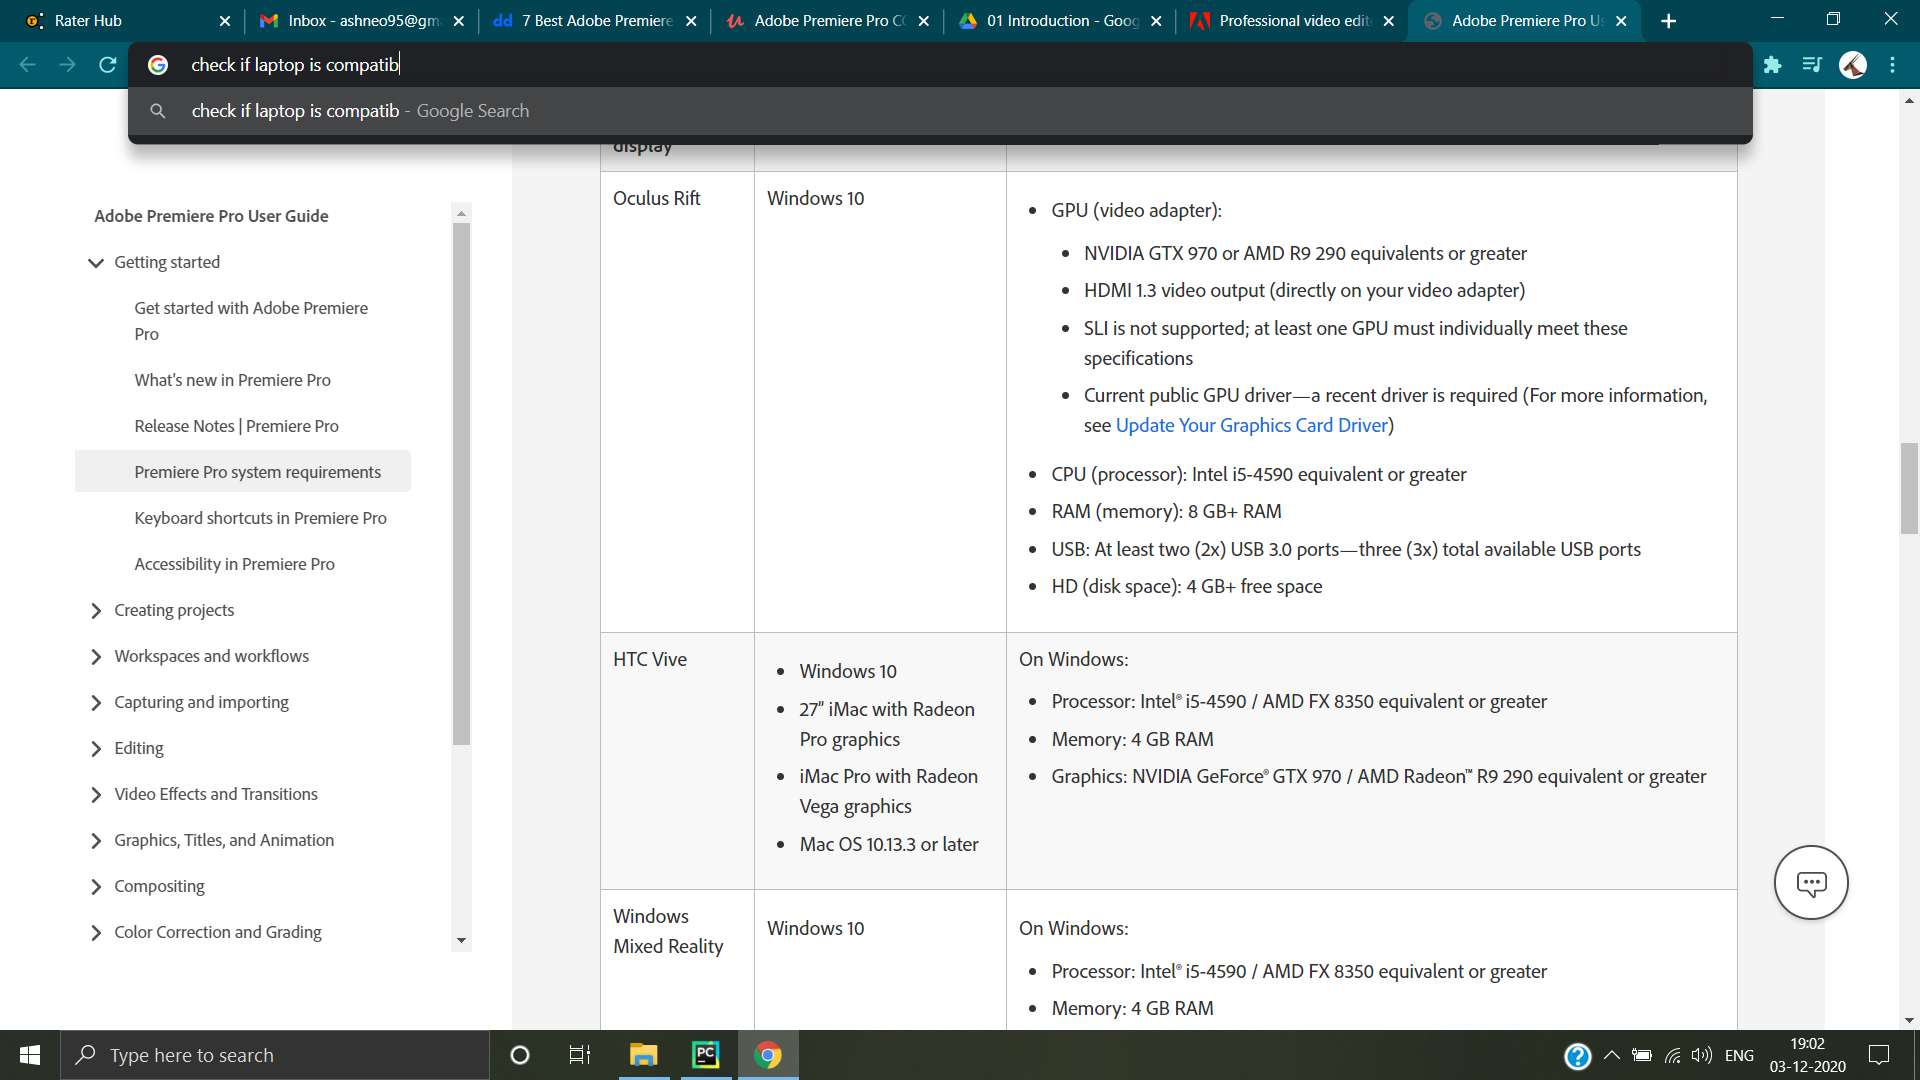 Rater Hub
Inbox - ashneo95@gm
7 Best Adobe Premiere
Adobe Premiere Pro CC
01 Introduction - Goog
Professional video edit
Adobe Premiere Pro Us
check if laptop is compatib
check if laptop is compatib - Google Search
display
Adobe Premiere Pro User Guide
Getting started
Get started with Adobe Premiere
Pro
What's new in Premiere Pro
Release Notes | Premiere Pro
Premiere Pro system requirements
Keyboard shortcuts in Premiere Pro
Accessibility in Premiere Pro
Creating projects
Workspaces and workflows
Capturing and importing
Editing
Video Effects and Transitions
Graphics, Titles, and Animation
Compositing
Color Correction and Grading
Oculus Rift
Windows 10
• GPU (video adapter):
• NVIDIA GTX 970 or AMD R9 290 equivalents or greater
• HDMI 1.3 video output (directly on your video adapter)
• SLI is not supported; at least one GPU must individually meet these
specifications
• Current public GPU driver—a recent driver is required (For more information,
see Update Your Graphics Card Driver)
• CPU (processor): Intel i5-4590 equivalent or greater
• RAM (memory): 8 GB+ RAM
• USB: At least two (2x) USB 3.0 ports—three (3x) total available USB ports
• HD (disk space): 4 GB+ free space
HTC Vive
• Windows 10
• 27" iMac with Radeon
Pro graphics
• iMac Pro with Radeon
Vega graphics
• Mac OS 10.13.3 or later
On Windows:
• Processor: Intel® i5-4590 / AMD FX 8350 equivalent or greater
• Memory: 4 GB RAM
• Graphics: NVIDIA GeForce® GTX 970 / AMD Radeon™ R9 290 equivalent or greater
Windows
Mixed Reality
Windows 10
On Windows:
• Processor: Intel® i5-4590 / AMD FX 8350 equivalent or greater
• Memory: 4 GB RAM
Type here to search
PC
ENG
19:02
03-12-2020